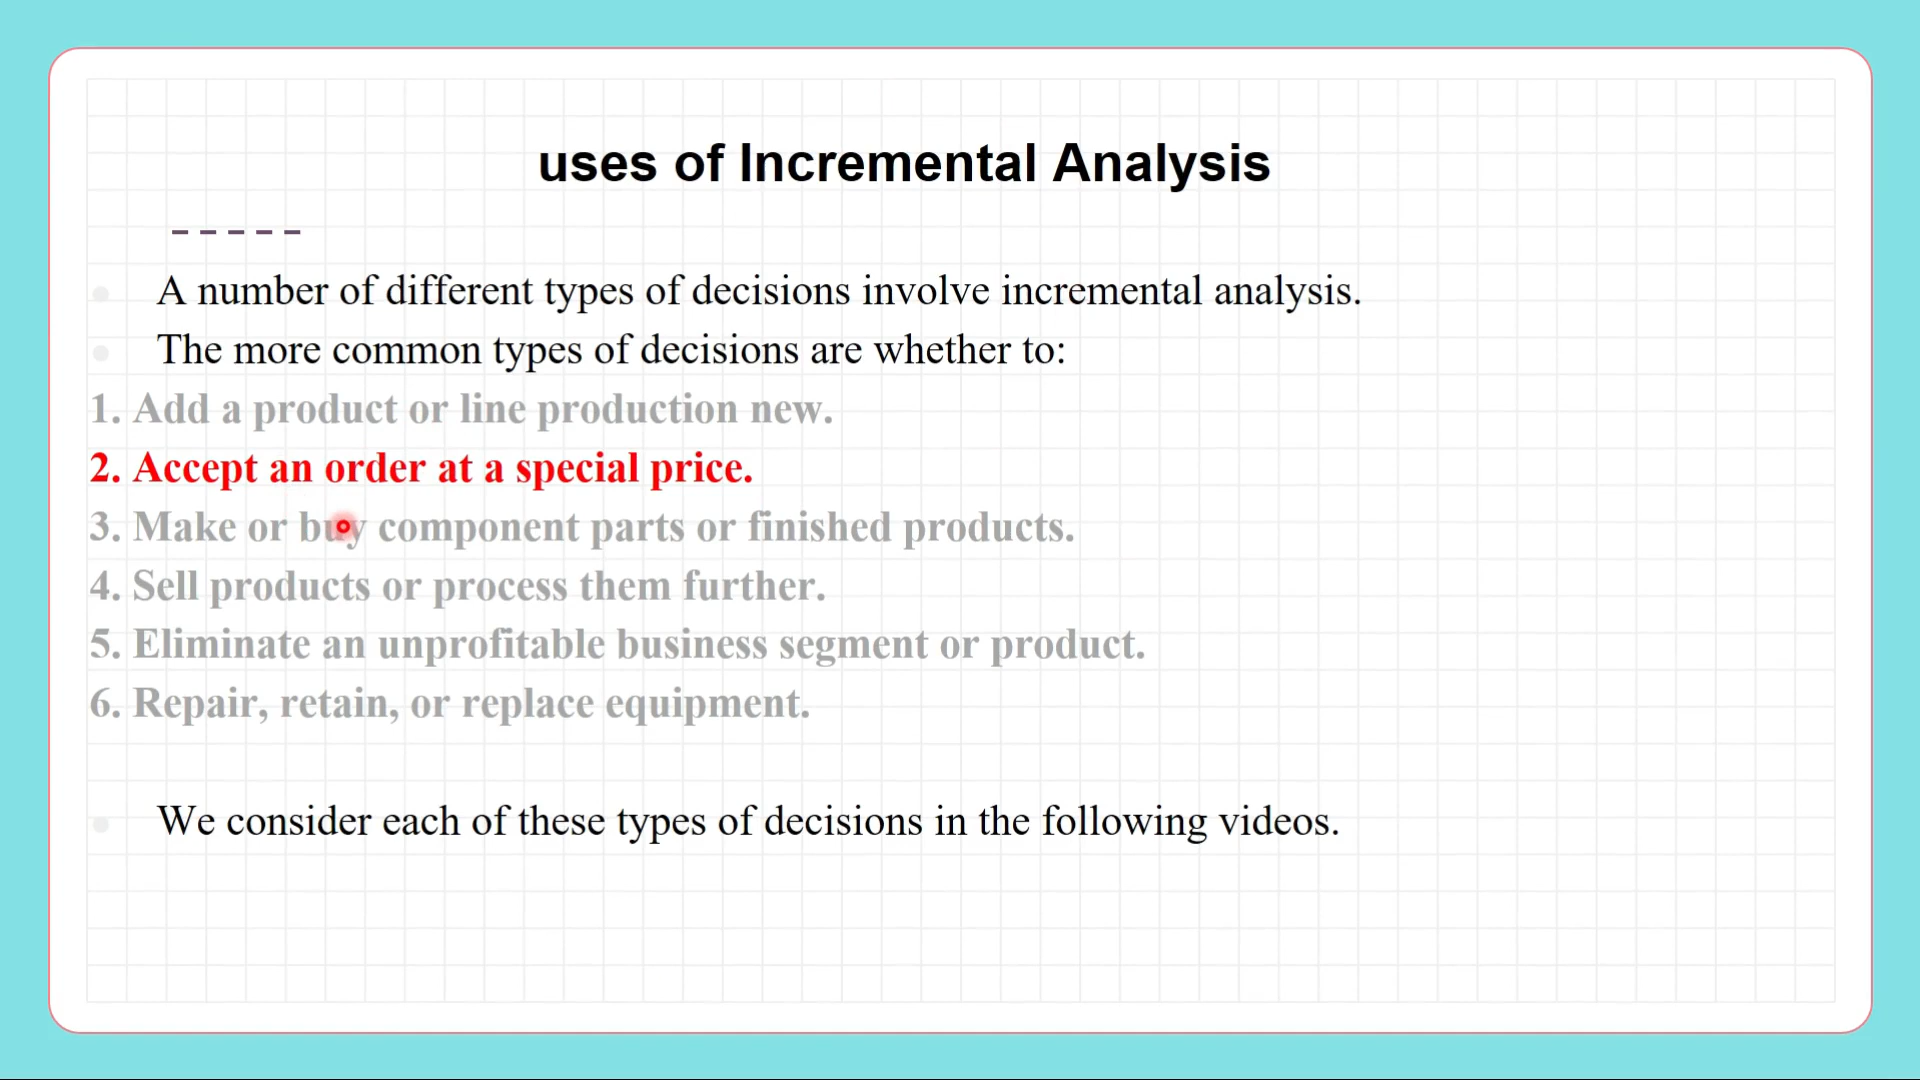 uses of Incremental Analysis
A number of different types of decisions involve incremental analysis.
The more common types of decisions are whether to:
1. Add a product or line production new.
2. Accept an order at a special price.
3. Make or buy component parts or finished products.
4. Sell products or process them further.
5. Eliminate an unprofitable business segment or product.
6. Repair, retain, or replace equipment.
We consider each of these types of decisions in the following videos.